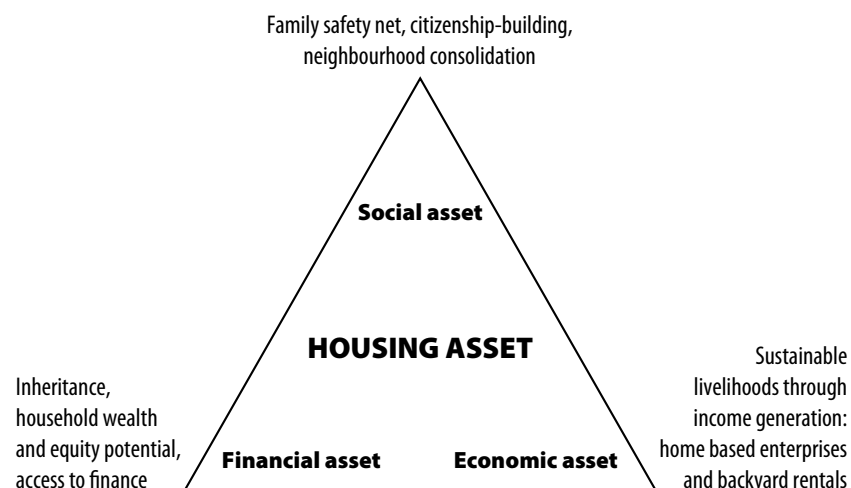 Family safety net, citizenship-building,
neighbourhood consolidation
Social asset
HOUSING ASSET
Inheritance,
household wealth
and equity potential,
access to finance
Financial asset
Economic asset
Sustainable
livelihoods through
income generation:
home based enterprises
and backyard rentals